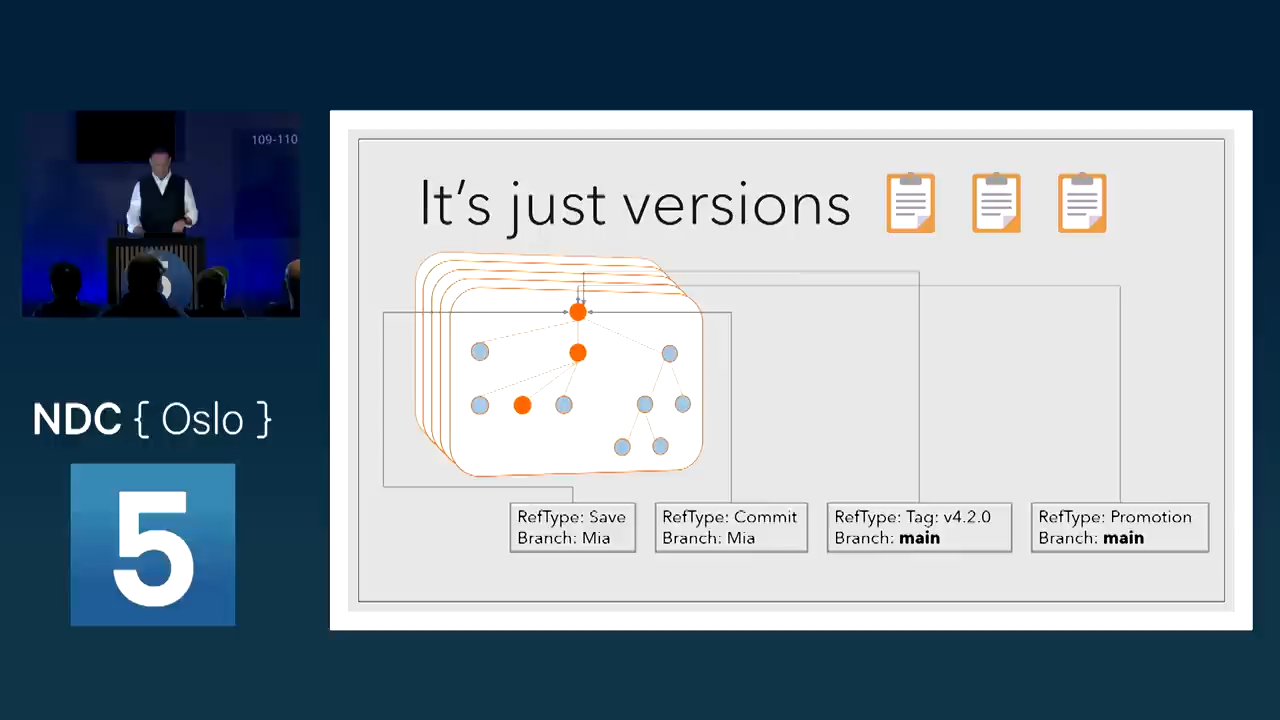 109-110
NDC { Oslo }
5
It's just versions
RefType: Save
Branch: Mia
RefType: Commit
Branch: Mia
RefType: Tag: v4.2.0
Branch: main
RefType: Promotion
Branch: main
5